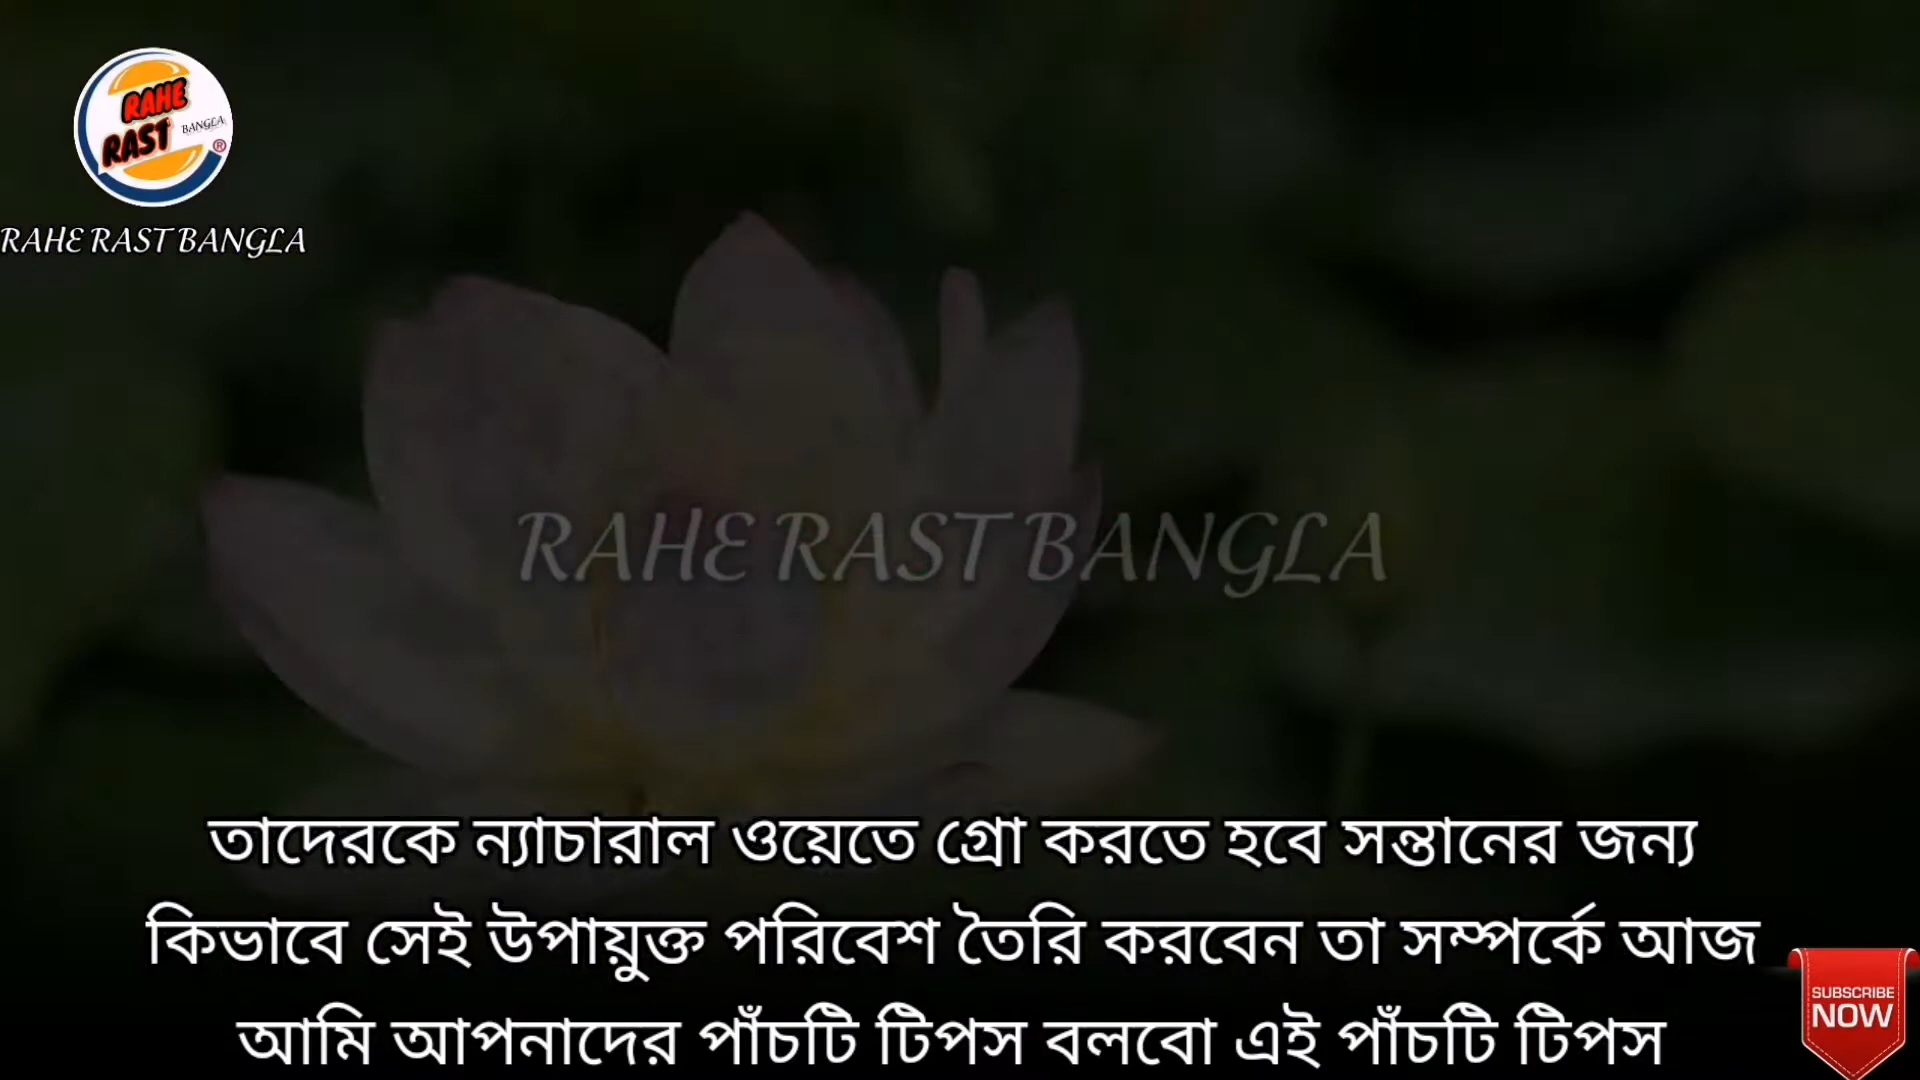 RAHE
RAST BANGLA
®
RAHE RAST BANGLA
RAHE RAST BANGLA
তাদেরকে ন্যাচারাল ওয়েতে গ্রো করতে হবে সন্তানের জন্য
কিভাবে সেই উপায়ুক্ত পরিবেশ তৈরি করবেন তা সম্পর্কে আজ
আমি আপনাদের পাঁচটি টিপস বলবো এই পাঁচটি টিপস
SUBSCRIBE
NOW